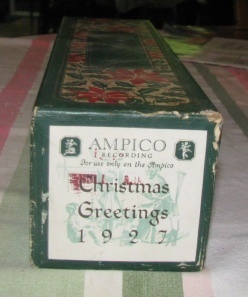 AMPICO
RECORDING
For use only on the Ampico
Christmas
Greetings
1927